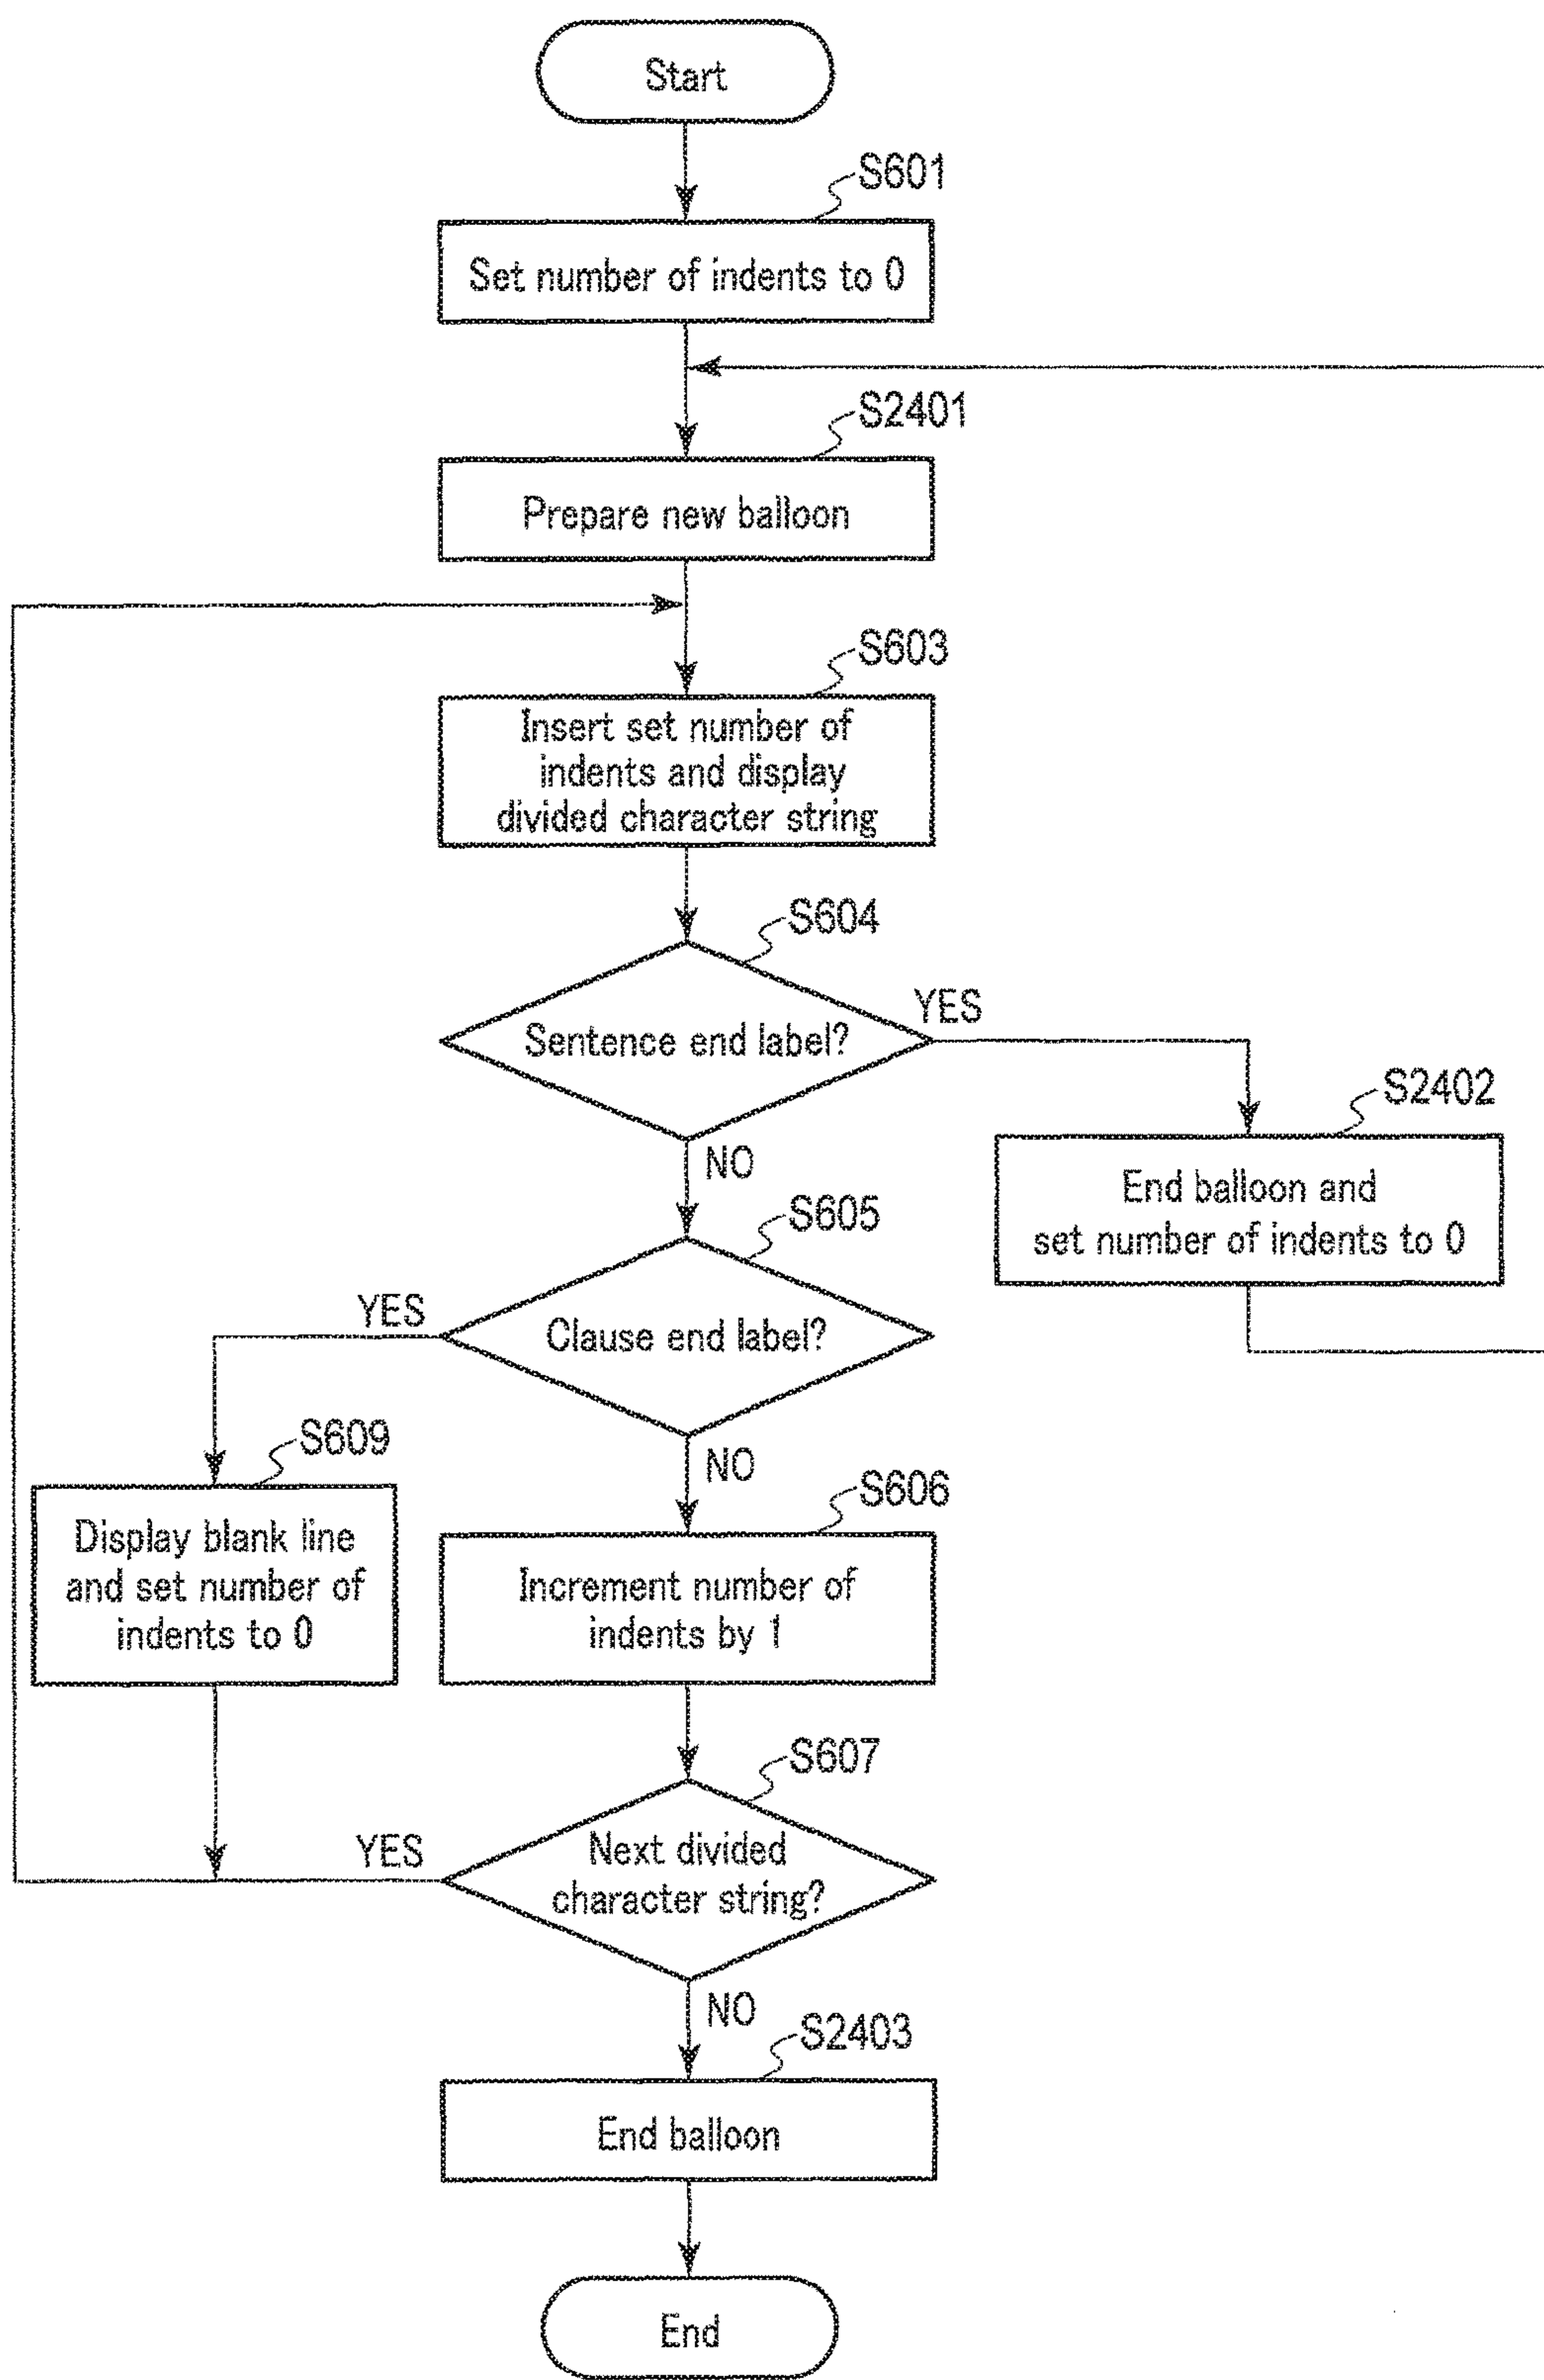 Start
S601
Set number of indents to 0
S2401
Prepare new balloon
S603
Insert set number of
indents and display
divided character string
S604
Sentence end label?
YES
NO
S2402
End balloon and
set number of indents to 0
S605
Clause end label?
YES
NO
S609
Display blank line
and set number of
indents to 0
S606
Increment number of
indents by 1
S607
Next divided
character string?
YES
NO
S2403
End balloon
End